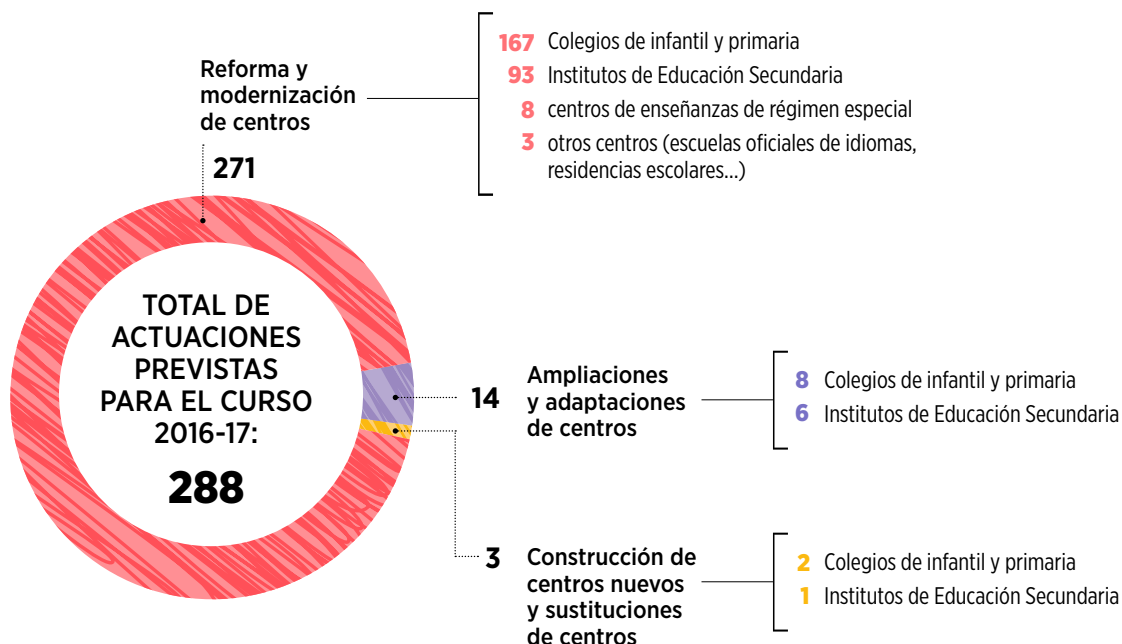 Reforma y
modernización
de centros
271
167 Colegios de infantil y primaria
93 Institutos de Educación Secundaria
8 centros de enseñanzas de régimen especial
3 otros centros (escuelas oficiales de idiomas,
residencias escolares...)
TOTAL DE
ACTUACIONES
PREVISTAS
PARA EL CURSO
2016-17:
288
14
Ampliaciones
y adaptaciones
de centros
8 Colegios de infantil y primaria
6 Institutos de Educación Secundaria
3
Construcción de
centros nuevos
y sustituciones
de centros
2 Colegios de infantil y primaria
1 Institutos de Educación Secundaria